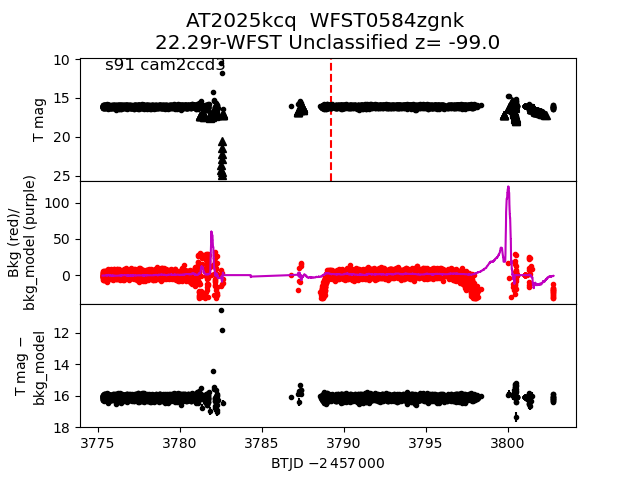 AT2025kcq  WFST0584zgnk
22.29r-WFST Unclassified z= -99.0
s91 cam2ccd3
10
15
20
25
T mag
100
50
0
Bkg (red)/
bkg_model (purple)
12
14
16
18
T mag −
bkg_model
3775 3780 3785 3790 3795 3800
BTJD −2 457 000